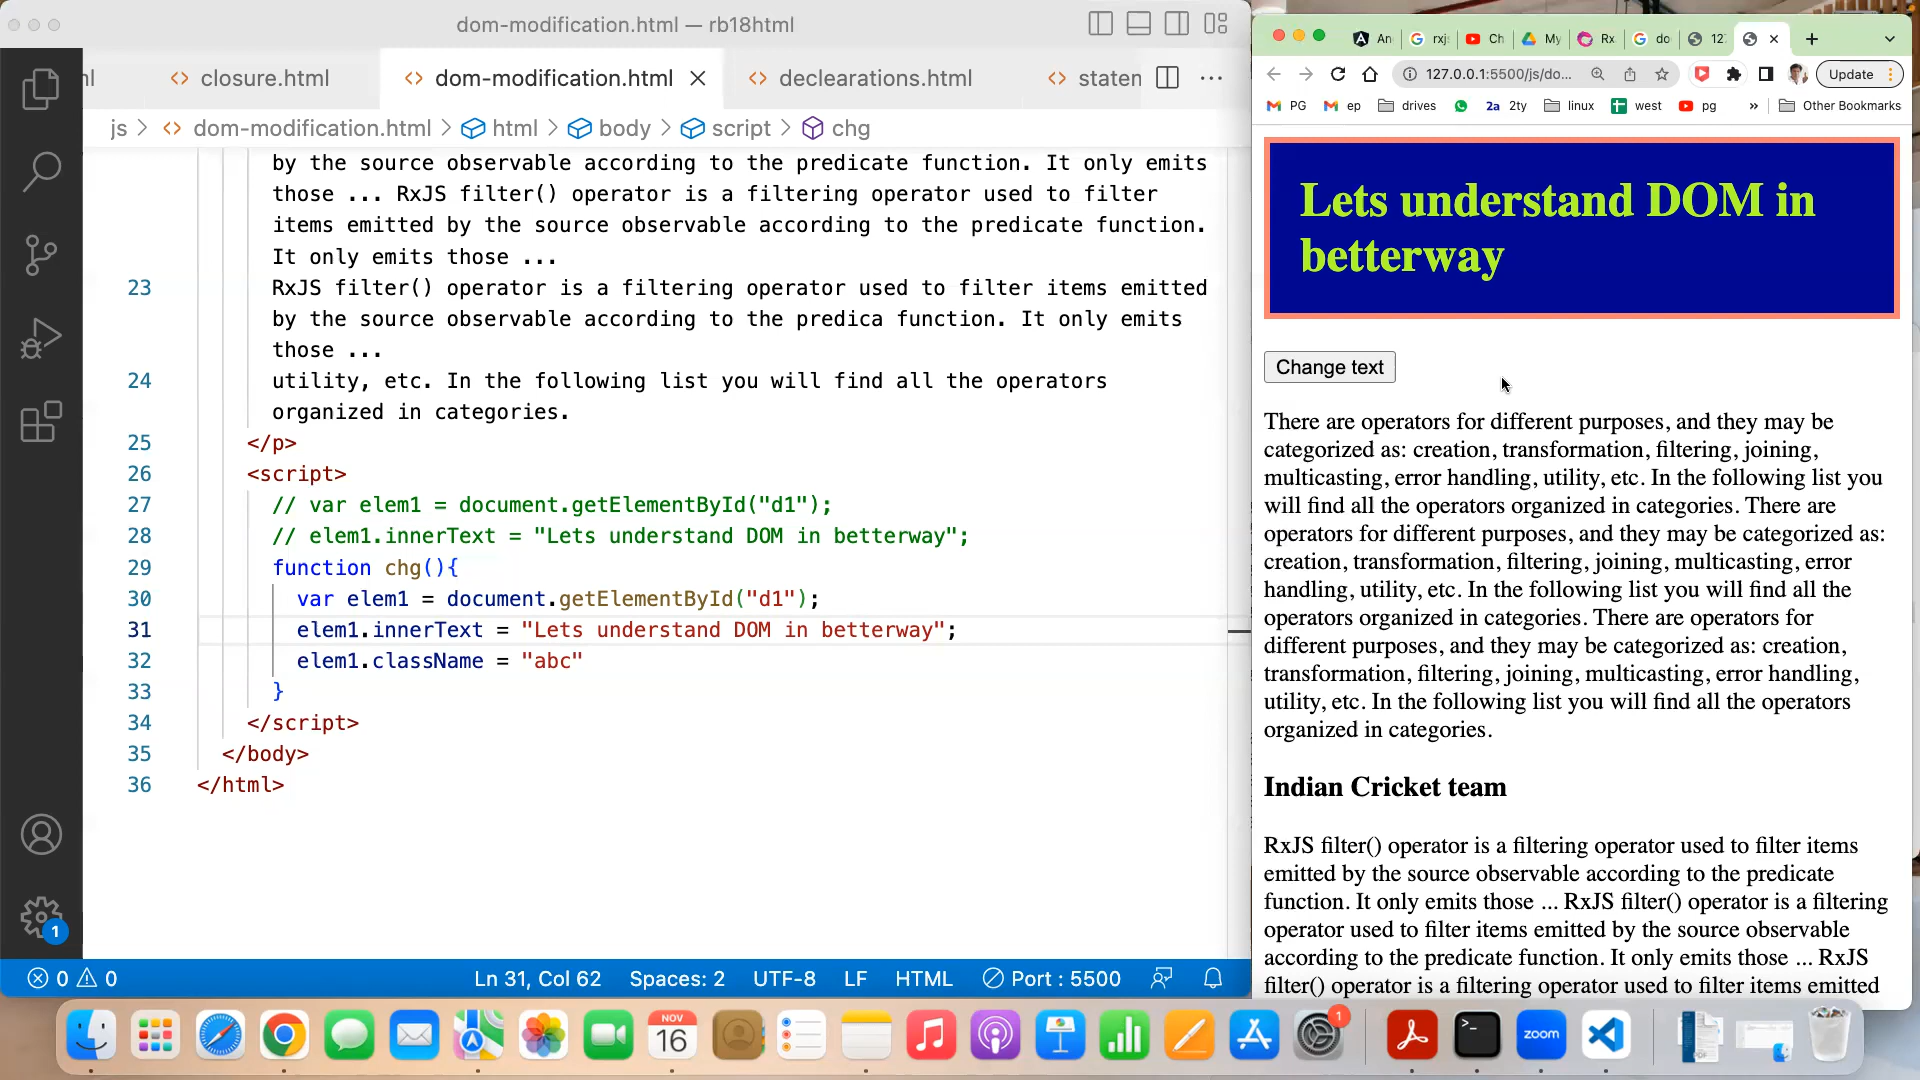 dom-modification.html — rb18html
nl
closure.html
dom-modification.html
declearations.html
statem
js > dom-modification.html > html > body > script > chg
by the source observable according to the predicate function. It only emits
those ... RxJS filter() operator is a filtering operator used to filter
items emitted by the source observable according to the predicate function.
It only emits those ...
23 RxJS filter() operator is a filtering operator used to filter items emitted
by the source observable according to the predica function. It only emits
those ...
24 utility, etc. In the following list you will find all the operators
organized in categories.
25 </p>
26 <script>
27 // var elem1 = document.getElementById("d1");
28 // elem1.innerText = "Lets understand DOM in betterway";
29 function chg(){
30 var elem1 = document.getElementById("d1");
31 elem1.innerText = "Lets understand DOM in betterway";
32 elem1.className = "abc"
33 }
34 </script>
35 </body>
36 </html>
1
0 0
Ln 31, Col 62
Spaces: 2
UTF-8
LF
HTML
Port : 5500
An
rxj
Ch
My
Rx
do
12
127.0.0.1:5500/js/do...
Update
PG
ep
drives
2a 2ty
linux
west
pg
»
Other Bookmarks
Lets understand DOM in
betterway
Change text
There are operators for different purposes, and they may be
categorized as: creation, transformation, filtering, joining,
multicasting, error handling, utility, etc. In the following list you
will find all the operators organized in categories. There are
operators for different purposes, and they may be categorized as:
creation, transformation, filtering, joining, multicasting, error
handling, utility, etc. In the following list you will find all the
operators organized in categories. There are operators for
different purposes, and they may be categorized as: creation,
transformation, filtering, joining, multicasting, error handling,
utility, etc. In the following list you will find all the operators
organized in categories.
Indian Cricket team
RxJS filter() operator is a filtering operator used to filter items
emitted by the source observable according to the predicate
function. It only emits those ... RxJS filter() operator is a filtering
operator used to filter items emitted by the source observable
according to the predicate function. It only emits those ... RxJS
filter() operator is a filtering operator used to filter items emitted
NOV
16
1
zoom